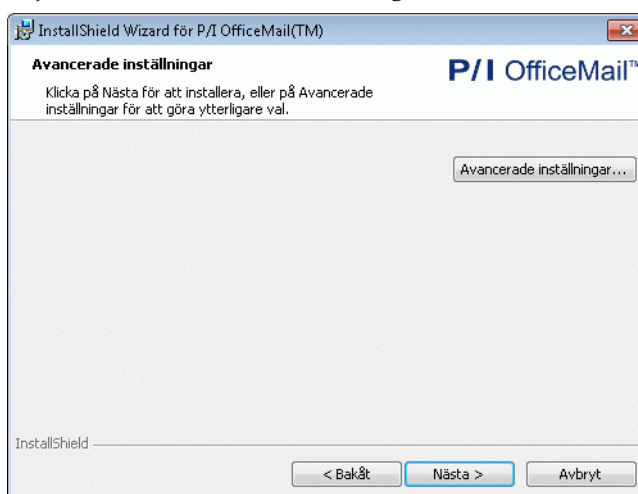 InstallShield Wizard för P/I OfficeMail(TM)
Avancerade inställningar
P/I OfficeMail™
Klicka på Nästa för att installera, eller på Avancerade
inställningar för att göra ytterligare val.
Avancerade inställningar...
InstallShield
< Bakåt
Nästa >
Avbryt